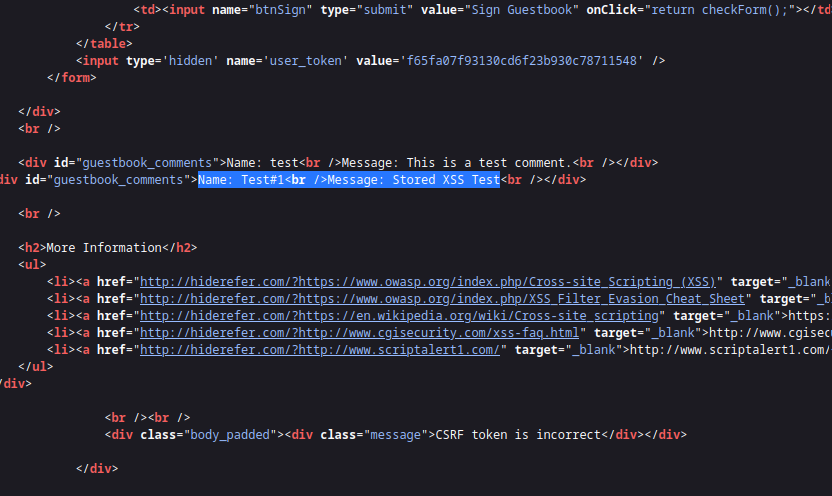 <td><input name="btnSign" type="submit" value="Sign Guestbook" onClick="return checkForm();"></td
</tr>
</table>
<input type='hidden' name='user_token' value='f65fa07f93130cd6f23b930c78711548' />
</form>
</div>
<br />
<div id="guestbook_comments">Name: test<br />Message: This is a test comment.<br /></div>
div id="guestbook_comments">Name: Test#1<br />Message: Stored XSS Test<br /></div>
<br />
<h2>More Information</h2>
<ul>
<li><a href="http://hiderefer.com/?https://www.owasp.org/index.php/Cross-site_Scripting_(XSS)" target="_blank
<li><a href="http://hiderefer.com/?https://www.owasp.org/index.php/XSS_Filter_Evasion_Cheat_Sheet" target="_bl
<li><a href="http://hiderefer.com/?https://en.wikipedia.org/wiki/Cross-site_scripting" target="_blank">https:
<li><a href="http://hiderefer.com/?http://www.cgisecurity.com/xss-faq.html" target="_blank">http://www.cgisecu
<li><a href="http://hiderefer.com/?http://www.scriptalert1.com/" target="_blank">http://www.scriptalert1.com/
</ul>
/div>
<br /><br />
<div class="body_padded"><div class="message">CSRF token is incorrect</div></div>
</div>